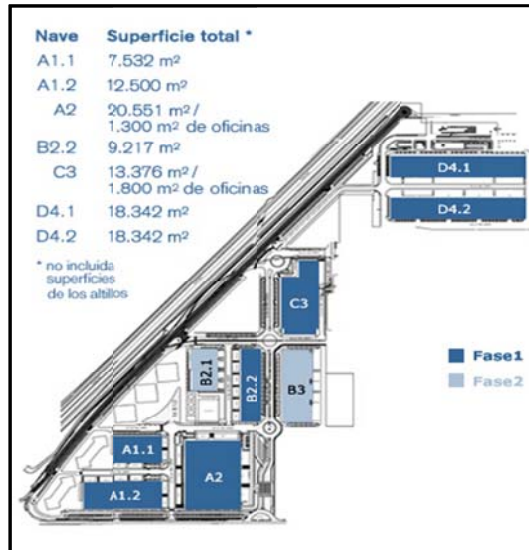 Nave Superficie total *
A1.1 7.532 m²
A1.2 12.500 m²
A2 20.551 m² /
1.300 m² de oficinas
B2.2 9.217 m²
C3 13.376 m² /
1.800 m² de oficinas
D4.1 18.342 m²
D4.2 18.342 m²
* no incluida
superficies
de los altillos
D4.1
D4.2
C3
Fase1
Fase2
B2.1
B2.2
B3
A1.1
A2
A1.2